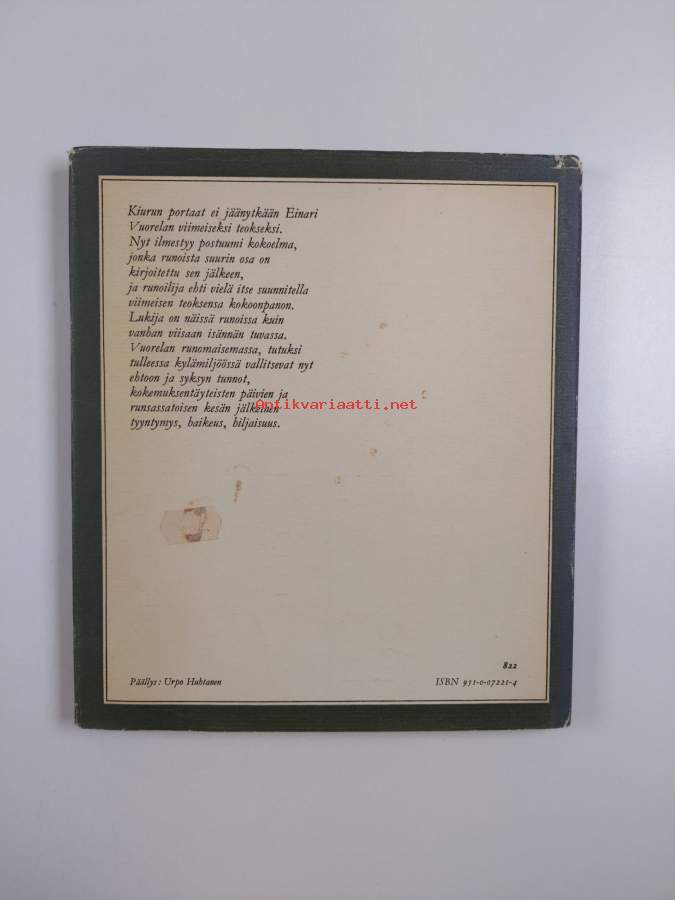 Kiurun portaat ei jäänytkään Einari
Vuorelan viimeiseksi teokseksi.
Nyt ilmestyy postuumi kokoelma,
jonka runoista suurin osa on
kirjoitettu sen jälkeen,
ja runoilija ehti vielä itse suunnitella
viimeisen teoksensa kokoonpanon.
Lukija on näissä runoissa kuin
vanhan viisaan isännän tuvassa.
Vuorelan runomaisemassa, tutuksi
tulleessa kylämiljöössä vallitsevat nyt
ehtoon ja syksyn tunnot,
kokemuksentäyteisten päivien ja
Antikvariaatti.net
runsassatoisen kesän jälkeinen
tyyntymys, haikeus, hiljaisuus.
822
Päällys: Urpo Huhtanen
ISBN 951-0-07221-4